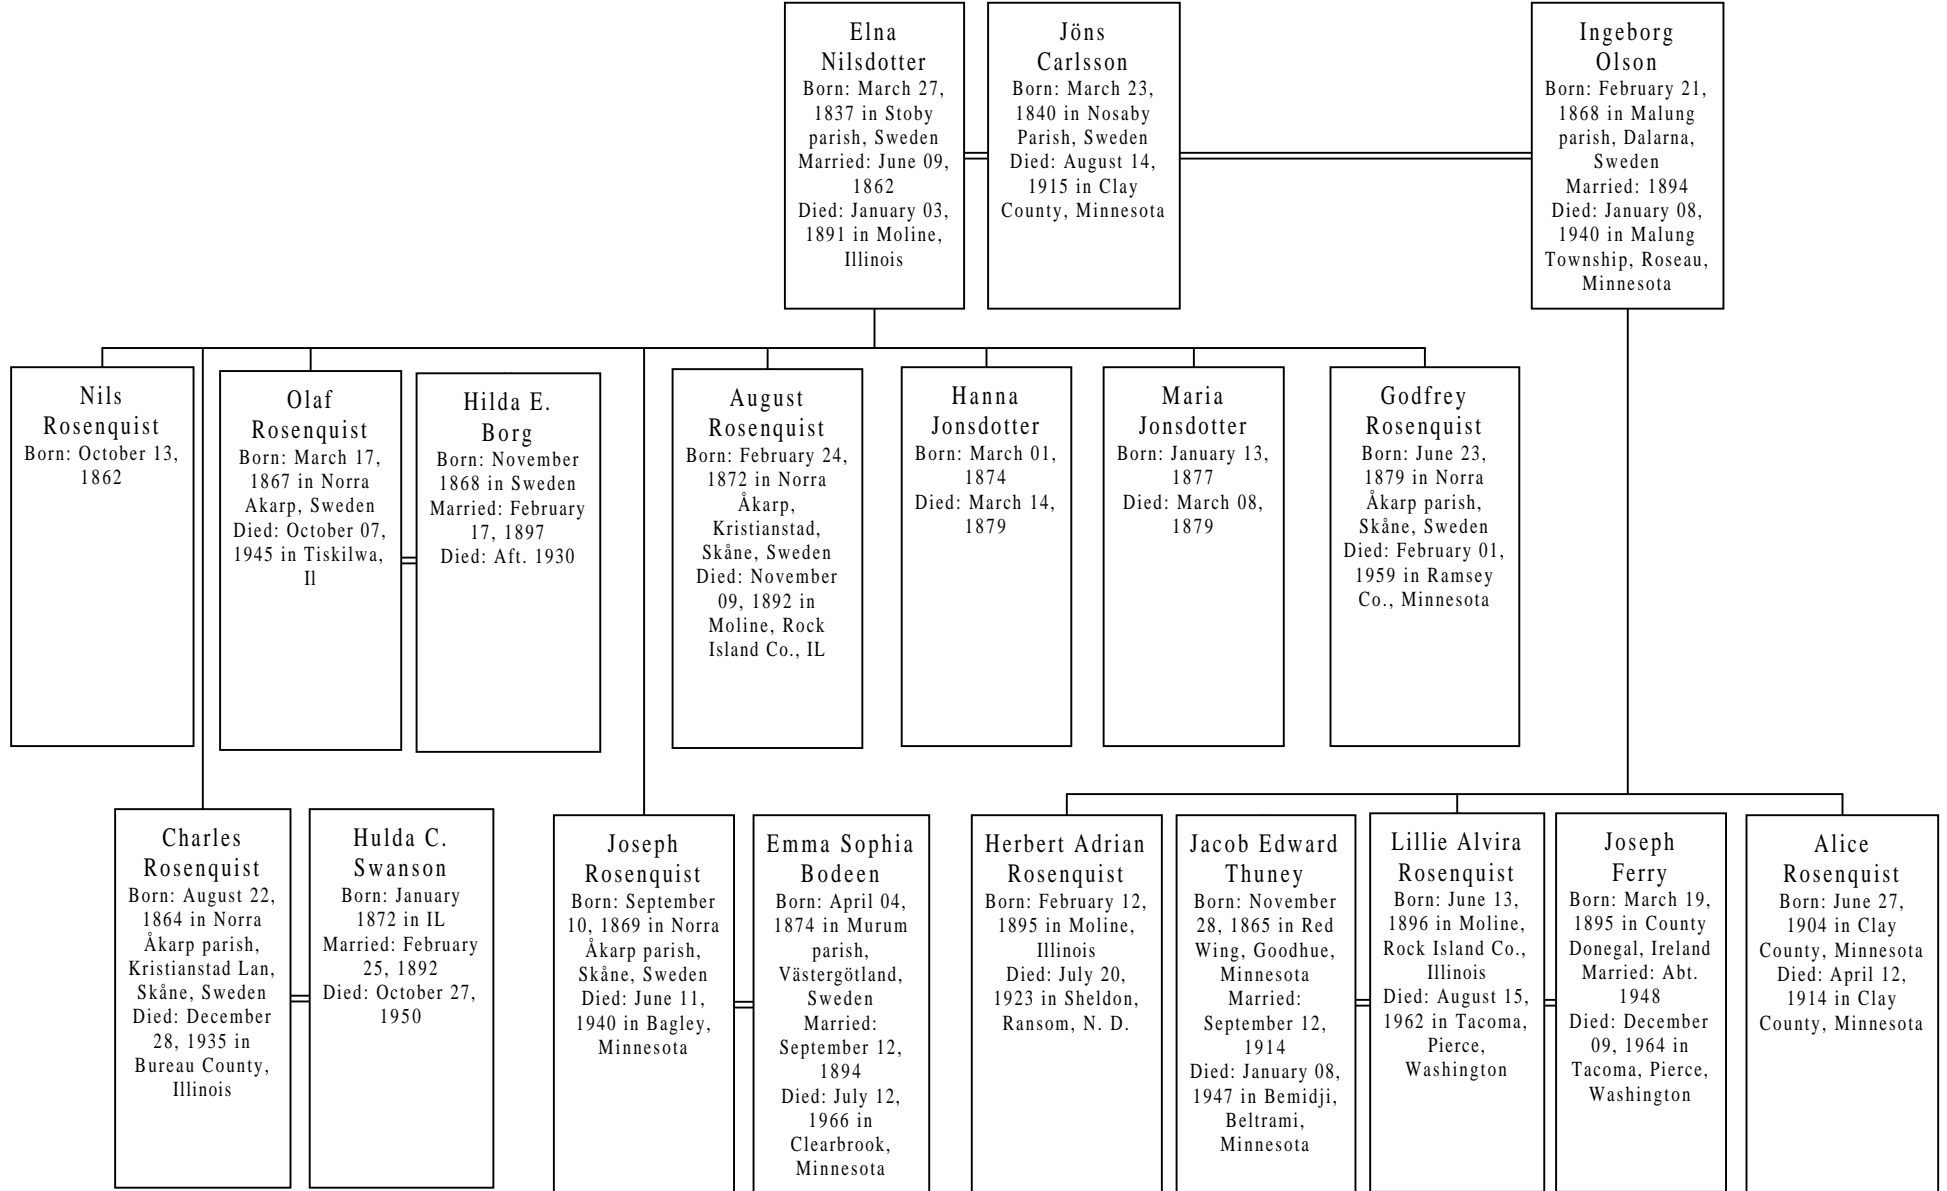 Elna
Nilsdotter
Born: March 27,
1837 in Stoby
parish, Sweden
Married: June 09,
1862
Died: January 03,
1891 in Moline,
Illinois
Jöns
Carlsson
Born: March 23,
1840 in Nosaby
Parish, Sweden
Died: August 14,
1915 in Clay
County, Minnesota
Ingeborg
Olson
Born: February 21,
1868 in Malung
parish, Dalarna,
Sweden
Married: 1894
Died: January 08,
1940 in Malung
Township, Roseau,
Minnesota
Nils
Rosenquist
Born: October 13,
1862
Olaf
Rosenquist
Born: March 17,
1867 in Norra
Akarp, Sweden
Died: October 07,
1945 in Tiskilwa,
Il
Hilda E.
Borg
Born: November
1868 in Sweden
Married: February
17, 1897
Died: Aft. 1930
August
Rosenquist
Born: February 24,
1872 in Norra
Åkarp,
Kristianstad,
Skåne, Sweden
Died: November
09, 1892 in
Moline, Rock
Island Co., IL
Hanna
Jonsdotter
Born: March 01,
1874
Died: March 14,
1879
Maria
Jonsdotter
Born: January 13,
1877
Died: March 08,
1879
Godfrey
Rosenquist
Born: June 23,
1879 in Norra
Åkarp parish,
Skåne, Sweden
Died: February 01,
1959 in Ramsey
Co., Minnesota
Charles
Rosenquist
Born: August 22,
1864 in Norra
Åkarp parish,
Kristianstad Lan,
Skåne, Sweden
Died: December
28, 1935 in
Bureau County,
Illinois
Hulda C.
Swanson
Born: January
1872 in IL
Married: February
25, 1892
Died: October 27,
1950
Joseph
Rosenquist
Born: September
10, 1869 in Norra
Åkarp parish,
Skåne, Sweden
Died: June 11,
1940 in Bagley,
Minnesota
Emma Sophia
Bodeen
Born: April 04,
1874 in Murum
parish,
Västergötland,
Sweden
Married:
September 12,
1894
Died: July 12,
1966 in
Clearbrook,
Minnesota
Herbert Adrian
Rosenquist
Born: February 12,
1895 in Moline,
Illinois
Died: July 20,
1923 in Sheldon,
Ransom, N. D.
Jacob Edward
Thuney
Born: November
28, 1865 in Red
Wing, Goodhue,
Minnesota
Married:
September 12,
1914
Died: January 08,
1947 in Bemidji,
Beltrami,
Minnesota
Lillie Alvira
Rosenquist
Born: June 13,
1896 in Moline,
Rock Island Co.,
Illinois
Died: August 15,
1962 in Tacoma,
Pierce,
Washington
Joseph
Ferry
Born: March 19,
1895 in County
Donegal, Ireland
Married: Abt.
1948
Died: December
09, 1964 in
Tacoma, Pierce,
Washington
Alice
Rosenquist
Born: June 27,
1904 in Clay
County, Minnesota
Died: April 12,
1914 in Clay
County, Minnesota